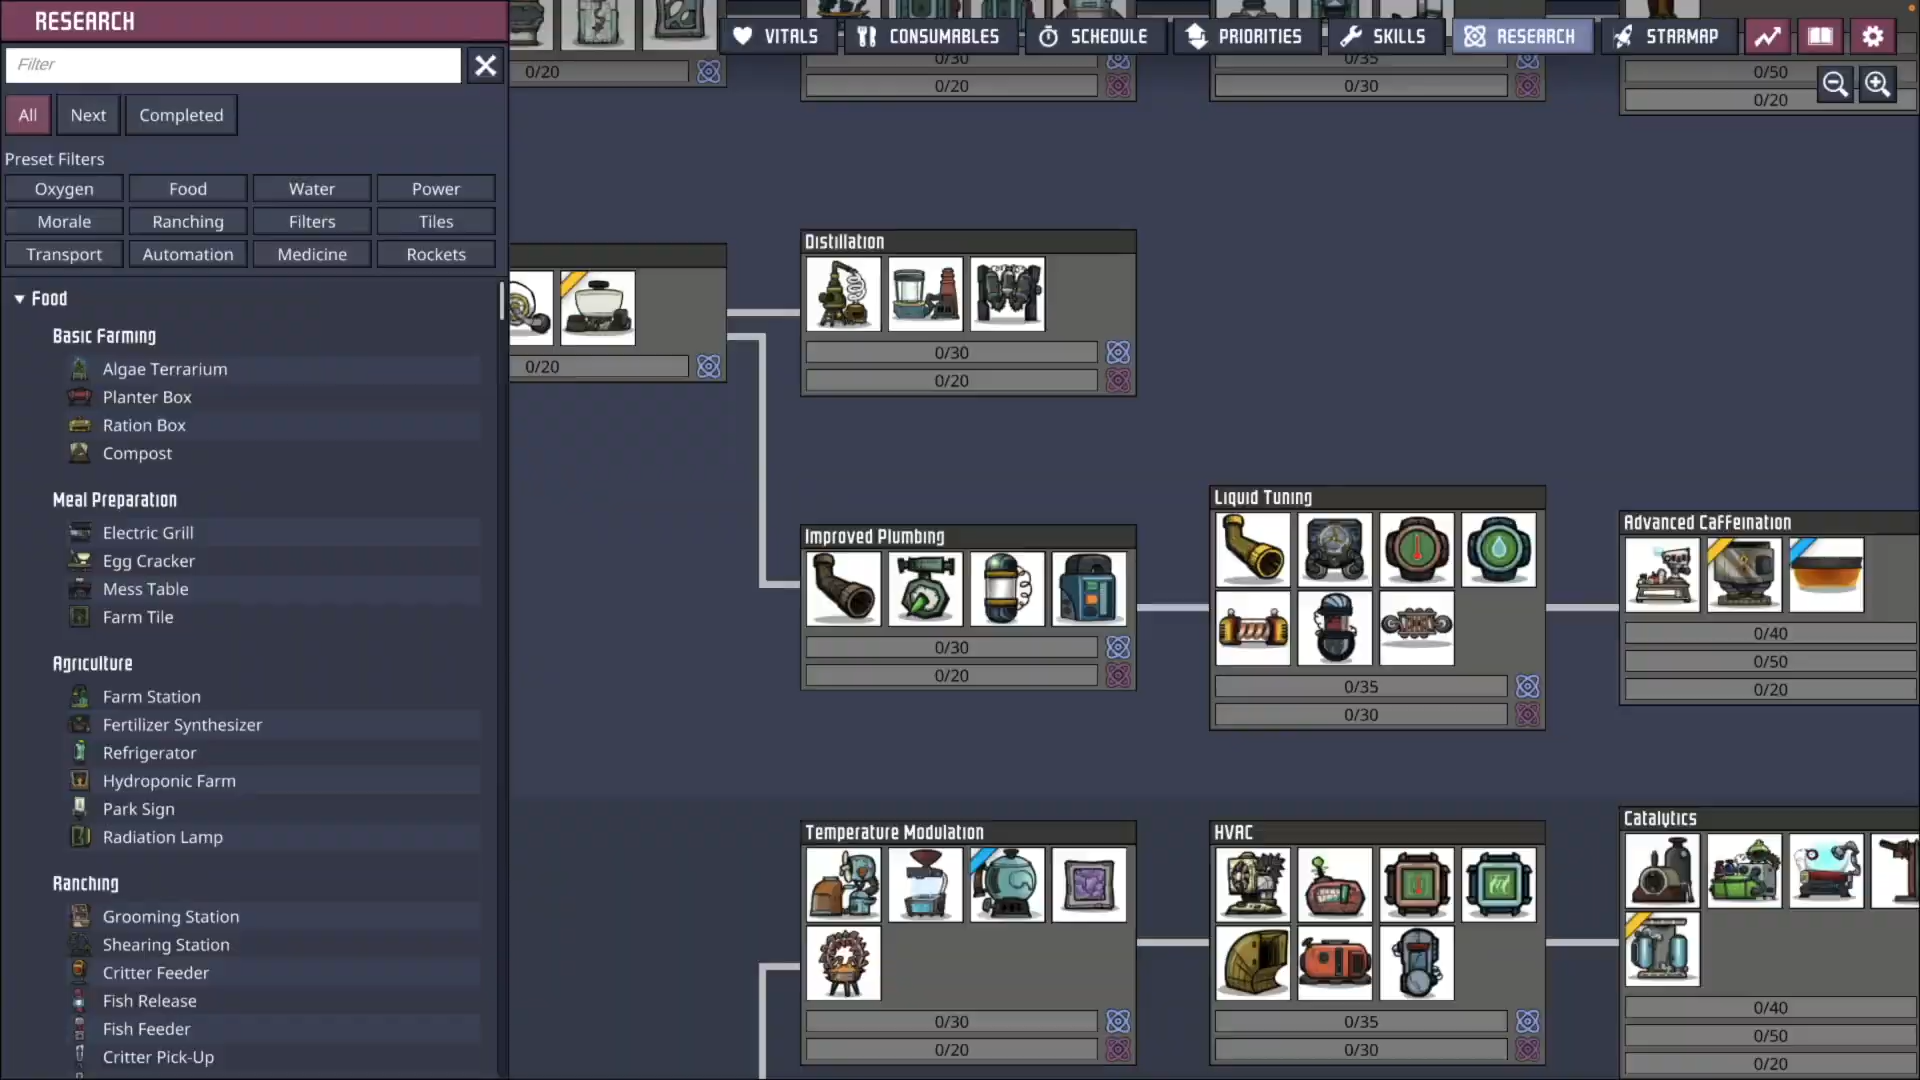 RESEARCH
Filter
All Next Completed
Preset Filters
Oxygen Food Water Power
Morale Ranching Filters Tiles
Transport Automation Medicine Rockets
Food
Basic Farming
Algae Terrarium
Planter Box
Ration Box
Compost
Meal Preparation
Electric Grill
Egg Cracker
Mess Table
Farm Tile
Agriculture
Farm Station
Fertilizer Synthesizer
Refrigerator
Hydroponic Farm
Park Sign
Radiation Lamp
Ranching
Grooming Station
Shearing Station
Critter Feeder
Fish Release
Fish Feeder
Critter Pick-Up
VITALS CONSUMABLES SCHEDULE PRIORITIES SKILLS RESEARCH STARMAP
0/20
0/30
0/20
0/35
0/30
0/50
0/20
0/20
Distillation
0/30
0/20
Improved Plumbing
0/30
0/20
Liquid Tuning
0/35
0/30
Advanced Caffeination
0/40
0/50
0/20
Temperature Modulation
0/30
0/20
HVAC
0/35
0/30
Catalytics
0/40
0/50
0/20